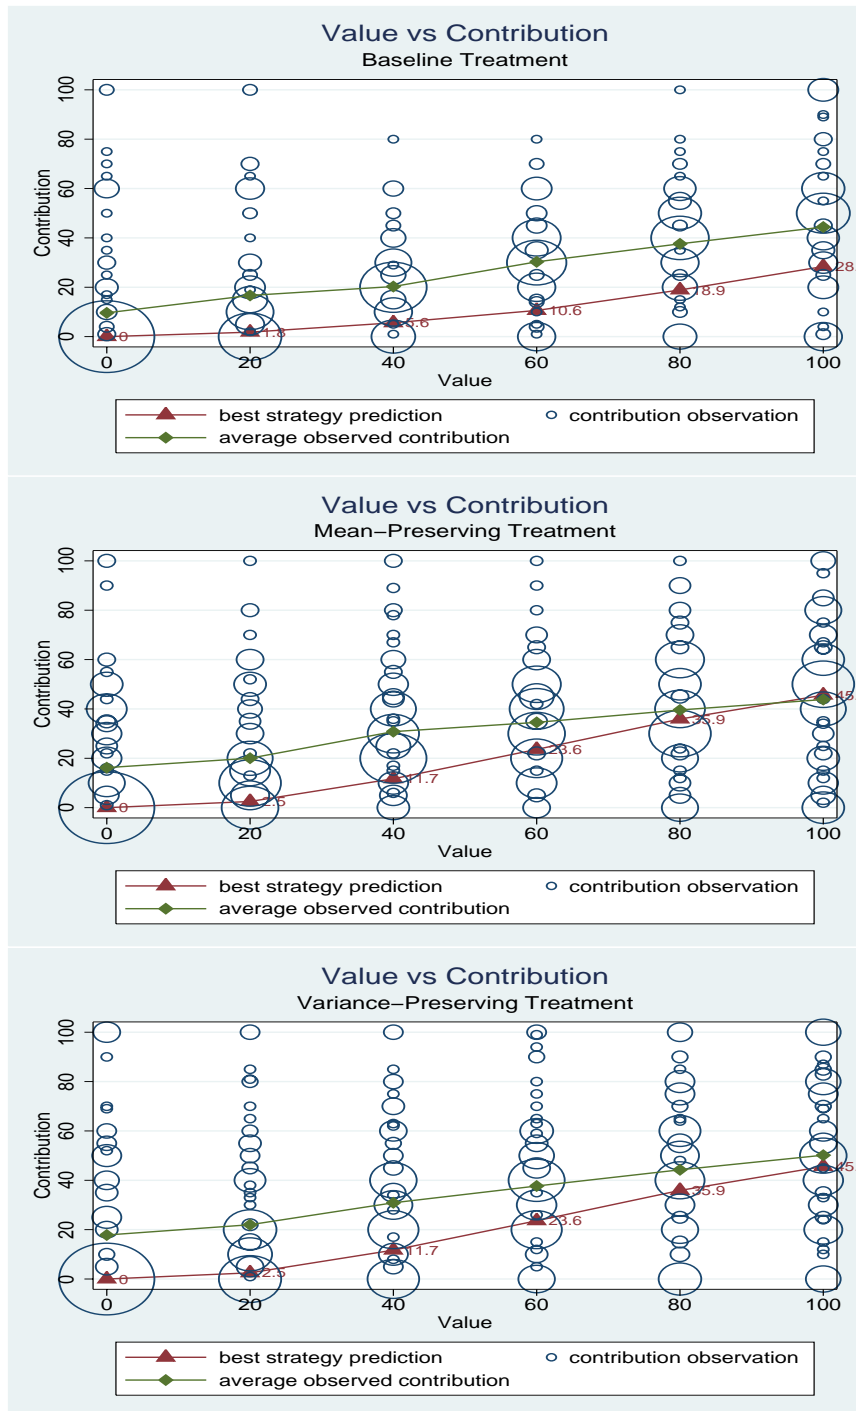 Value vs Contribution
Baseline Treatment
Contribution
100
80
60
40
20
0
0
1.8
5.6
10.6
18.9
28.
0 20 40 60 80 100
Value
best strategy prediction contribution observation
average observed contribution
Value vs Contribution
Mean−Preserving Treatment
Contribution
100
80
60
40
20
0
0
2.5
11.7
23.6
35.9
45.
0 20 40 60 80 100
Value
best strategy prediction contribution observation
average observed contribution
Value vs Contribution
Variance−Preserving Treatment
Contribution
100
80
60
40
20
0
0
2.5
11.7
23.6
35.9
45.
0 20 40 60 80 100
Value
best strategy prediction contribution observation
average observed contribution